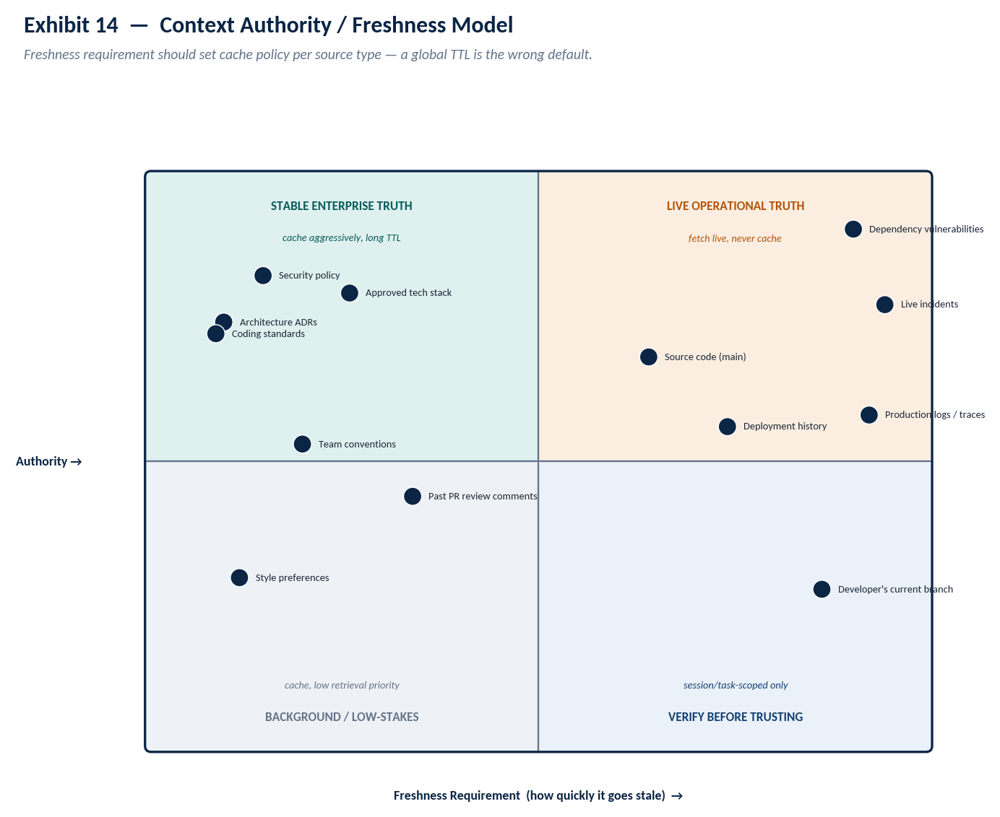 Exhibit 14 — Context Authority / Freshness Model
Freshness requirement should set cache policy per source type — a global TTL is the wrong default.
STABLE ENTERPRISE TRUTH
cache aggressively, long TTL
LIVE OPERATIONAL TRUTH
fetch live, never cache
Dependency vulnerabilities
Security policy
Approved tech stack
Live incidents
Architecture ADRs
Coding standards
Source code (main)
Production logs / traces
Deployment history
Team conventions
Authority →
Past PR review comments
Style preferences
Developer's current branch
cache, low retrieval priority
BACKGROUND / LOW-STAKES
session/task-scoped only
VERIFY BEFORE TRUSTING
Freshness Requirement (how quickly it goes stale) →